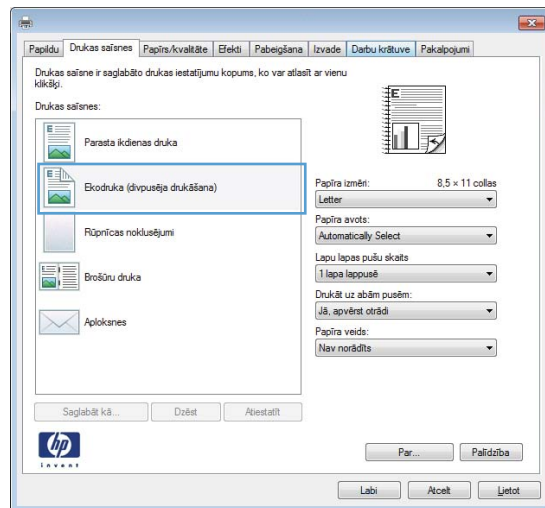 Papildu Drukas saīsnes Papīrs/kvalitāte Efekti Pabeigšana Izvade Darbu krātuve Pakalpojumi
Drukas saīsne ir saglabāto drukas iestatījumu kopums, ko var atlasīt ar vienu
klikšķi.
Drukas saīsnes:
Parasta ikdienas druka
Ekodruka (divpusēja drukāšana)
Rūpnīcas noklusējumi
Brošūru druka
Aploksnes
Papīra izmēri: 8,5 × 11 collas
Letter
Papīra avots:
Automatically Select
Lapu lapas pušu skaits
1 lapa lappusē
Drukāt uz abām pusēm:
Jā, apvērst otrādi
Papīra veids:
Nav norādīts
Saglabāt kā... Dzēst Atiestatīt
hp
invent
Par... Palīdzība
Labi Atcelt Lietot